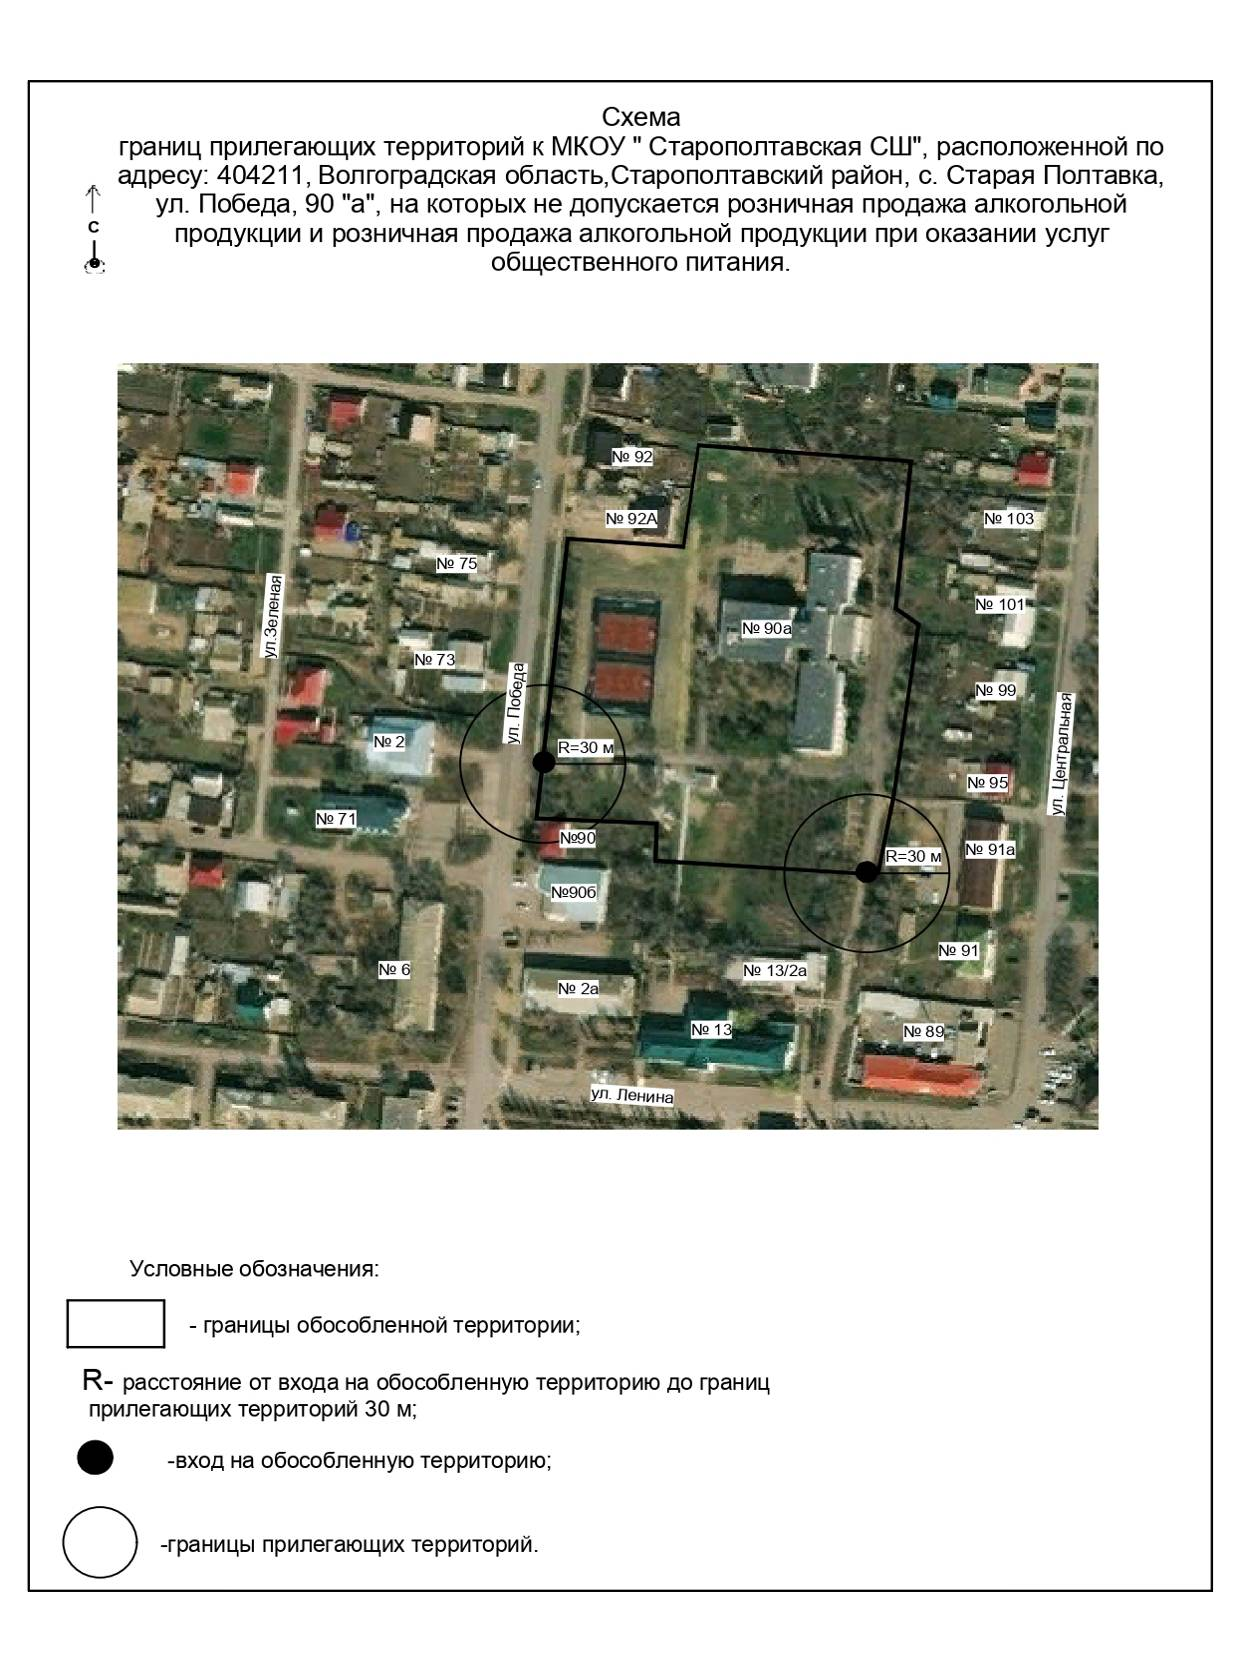 Схема
границ прилегающих территорий к МКОУ " Старополтавская СШ", расположенной по
адресу: 404211, Волгоградская область,Старополтавский район, с. Старая Полтавка,
ул. Победа, 90 "а", на которых не допускается розничная продажа алкогольной
продукции и розничная продажа алкогольной продукции при оказании услуг
общественного питания.
С
№ 92
№ 92А
№ 103
№ 75
№ 101
ул.Зеленая
№ 90а
№ 73
№ 99
ул. Победа
ул. Центральная
№ 2
R=30 м
№ 95
№ 71
№90
№ 91а
R=30 м
№90б
№ 91
№ 6
№ 13/2а
№ 2а
№ 13
№ 89
ул. Ленина
Условные обозначения:
- границы обособленной территории;
R- расстояние от входа на обособленную территорию до границ
прилегающих территорий 30 м;
-вход на обособленную территорию;
-границы прилегающих территорий.